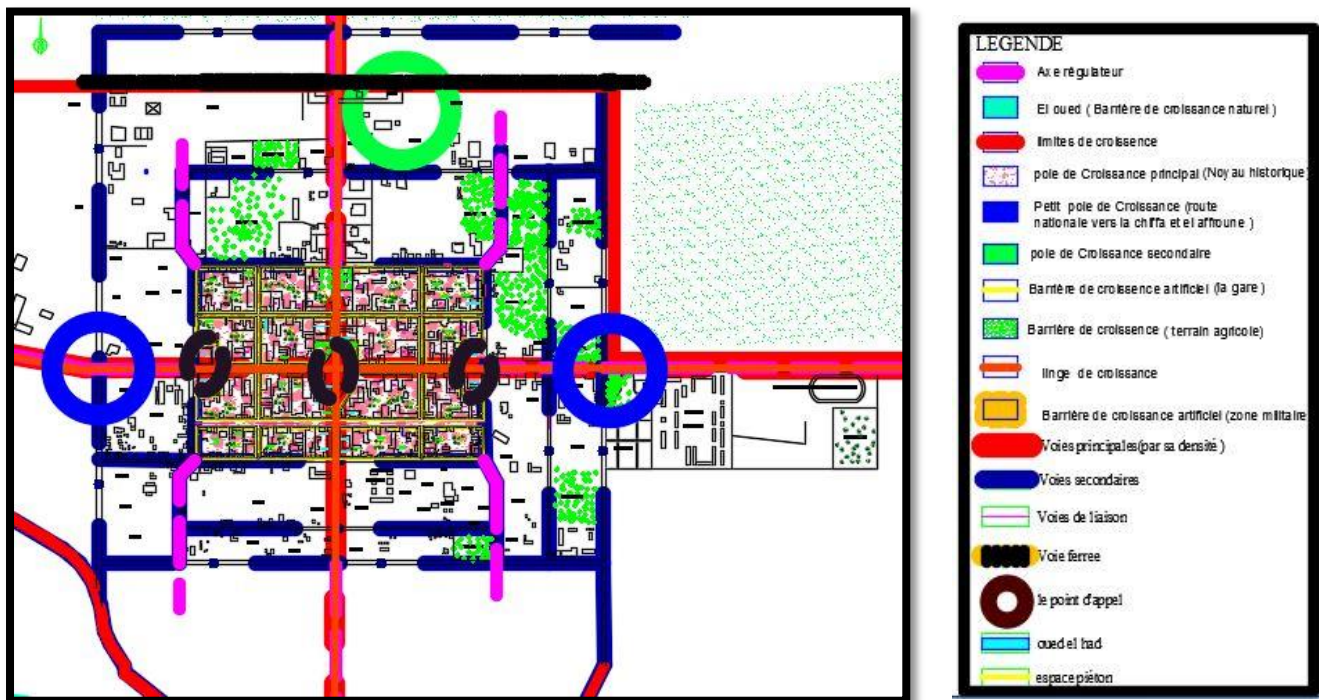 LEGENDE
Axe régulateur
El oued ( Barrière de croissance naturel )
limites de croissence
pole de Croissance principal (Noyau historique)
Petit pole de Croissance (route
nationale vers la chiffa et el affroune )
pole de Croissance secondaire
Barrière de croissence artificiel (la gare )
Barrière de croissence ( terrain agricole)
linge de croissance
Barrière de croissance artificiel (zone militaire
Voies principales(par sa densité )
Voies secondaires
Voies de liaison
Voie ferree
le point d'appel
oued el had
espace piéton